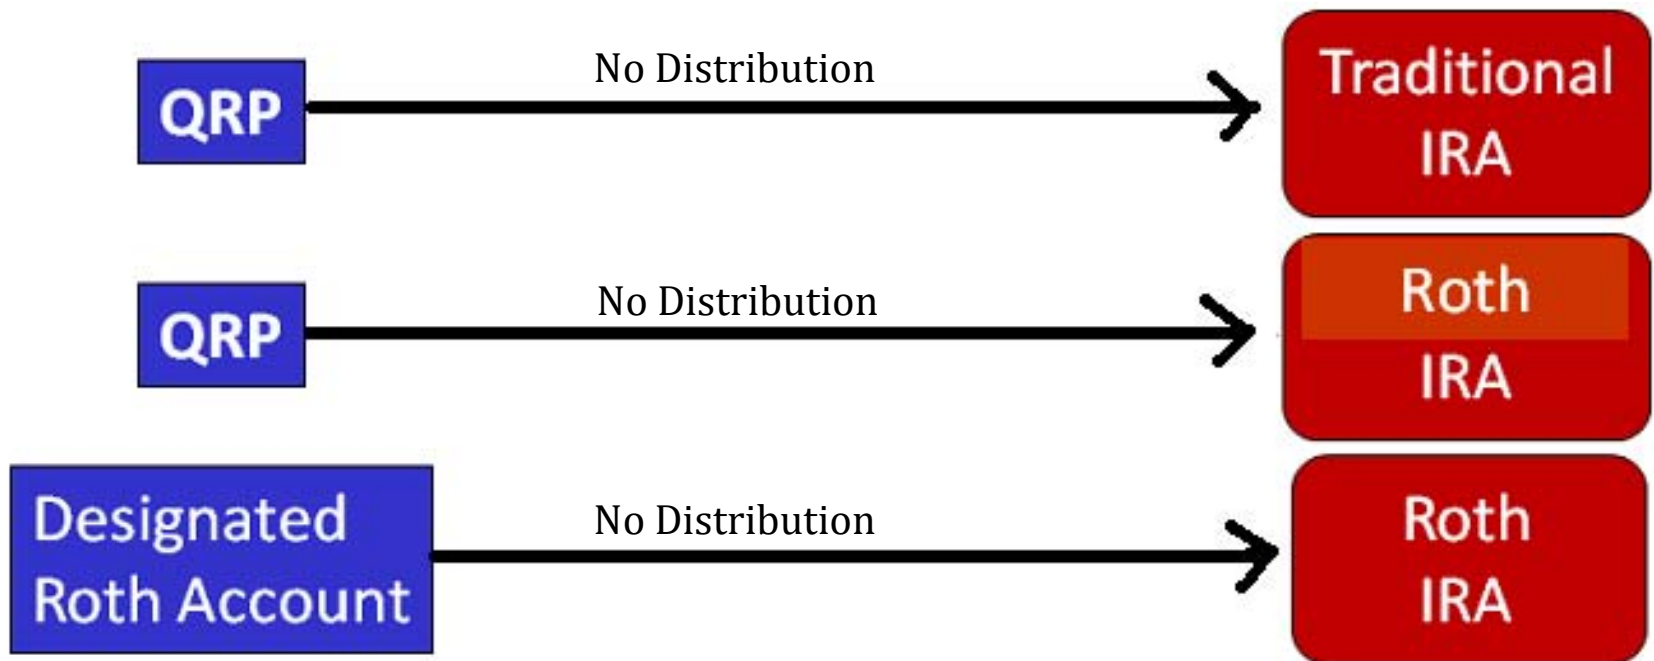 QRP
No Distribution
Traditional
IRA
QRP
No Distribution
Roth
IRA
Designated
Roth Account
No Distribution
Roth
IRA